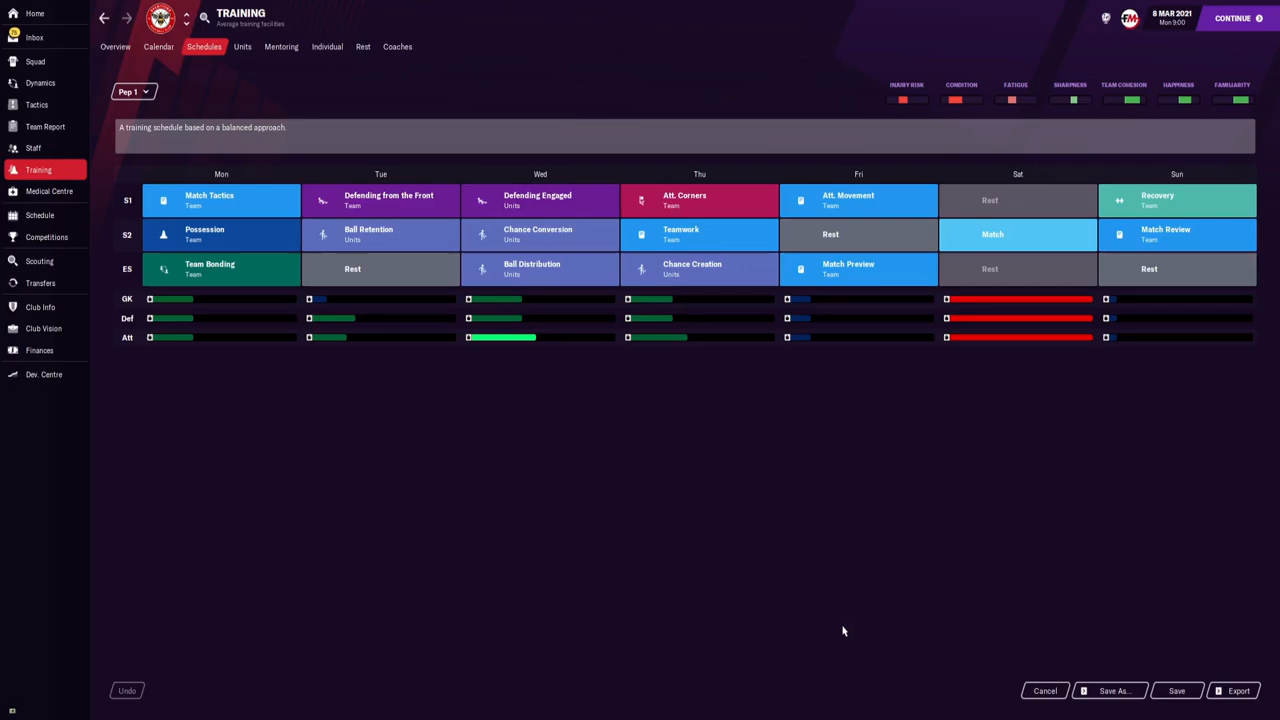 Home
TRAINING
Average training facilities
8 MAR 2021
Mon 9:00
CONTINUE
Inbox
Overview Calendar Schedules Units Mentoring Individual Rest Coaches
Squad
Dynamics
Tactics
Team Report
Staff
Training
Medical Centre
Schedule
Competitions
Scouting
Transfers
Club Info
Club Vision
Finances
Dev. Centre
Pep 1
INJURY RISK CONDITION FATIGUE SHARPNESS TEAM COHESION HAPPINESS FAMILIARITY
A training schedule based on a balanced approach.
Mon Tue Wed Thu Fri Sat Sun
S1
Match Tactics Defending from the Front Defending Engaged Att. Corners Att. Movement Rest Recovery
Team Team Units Team Team Team
S2
Possession Ball Retention Chance Conversion Teamwork Rest Match Match Review
Team Units Units Team Team
ES
Team Bonding Rest Ball Distribution Chance Creation Match Preview Rest Rest
Team Units Units Team
GK
Def
Att
Undo
Cancel Save As... Save Export